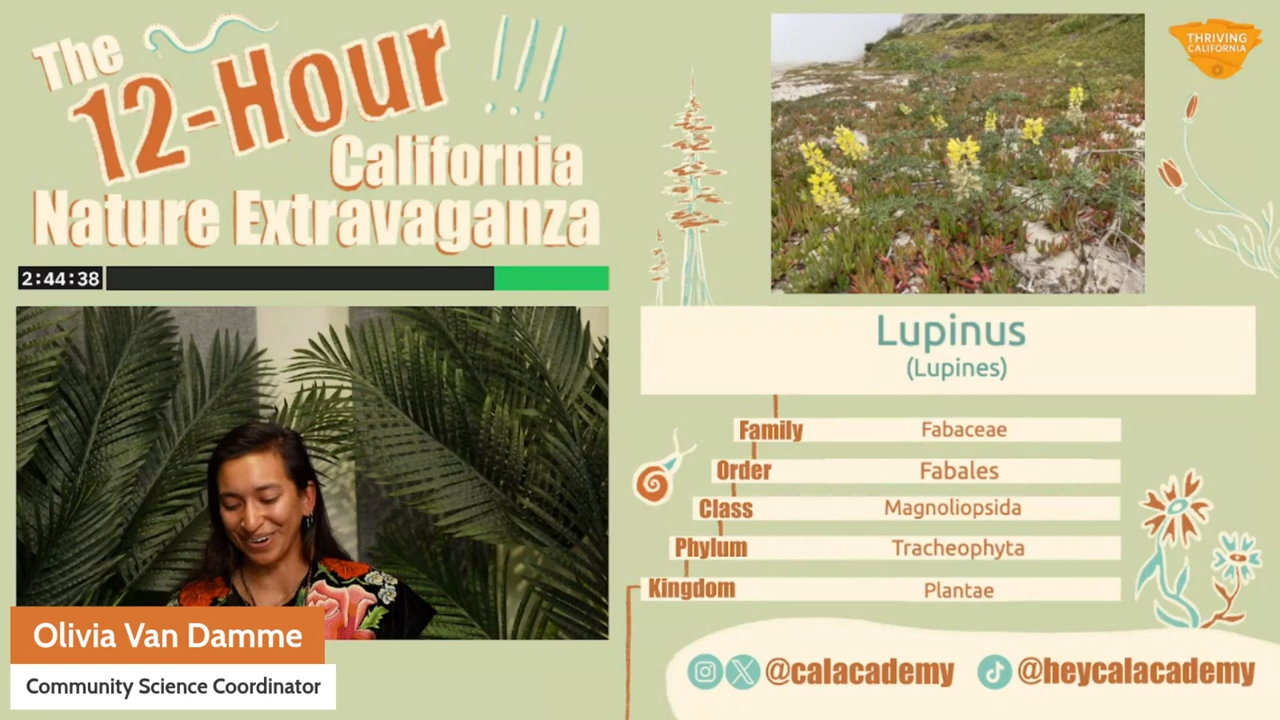 The
12-Hour!!!
California
Nature Extravaganza
2:44:38
Olivia Van Damme
Community Science Coordinator
THRIVING
CALIFORNIA
Lupinus
(Lupines)
Family Fabaceae
Order Fabales
Class Magnoliopsida
Phylum Tracheophyta
Kingdom Plantae
@calacademy @heycalacademy